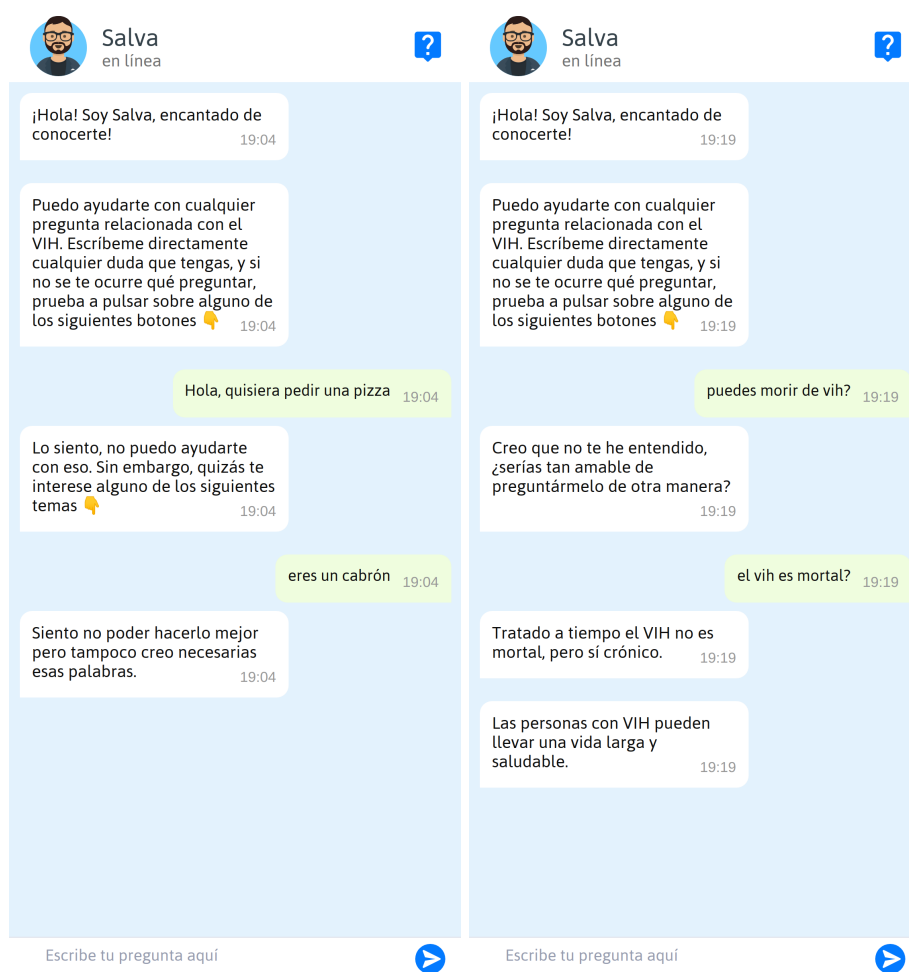 Salva
en línea
?
¡Hola! Soy Salva, encantado de
conocerte!
19:04
Puedo ayudarte con cualquier
pregunta relacionada con el
VIH. Escríbeme directamente
cualquier duda que tengas, y si
no se te ocurre qué preguntar,
prueba a pulsar sobre alguno de
los siguientes botones 👇
19:04
Hola, quisiera pedir una pizza
19:04
Lo siento, no puedo ayudarte
con eso. Sin embargo, quizás te
interese alguno de los siguientes
temas 👇
19:04
eres un cabrón
19:04
Siento no poder hacerlo mejor
pero tampoco creo necesarias
esas palabras.
19:04
Escribe tu pregunta aquí
Salva
en línea
?
¡Hola! Soy Salva, encantado de
conocerte!
19:19
Puedo ayudarte con cualquier
pregunta relacionada con el
VIH. Escríbeme directamente
cualquier duda que tengas, y si
no se te ocurre qué preguntar,
prueba a pulsar sobre alguno de
los siguientes botones 👇
19:19
puedes morir de vih?
19:19
Creo que no te he entendido,
¿serías tan amable de
preguntármelo de otra manera?
19:19
el vih es mortal?
19:19
Tratado a tiempo el VIH no es
mortal, pero sí crónico.
19:19
Las personas con VIH pueden
llevar una vida larga y
saludable.
19:19
Escribe tu pregunta aquí